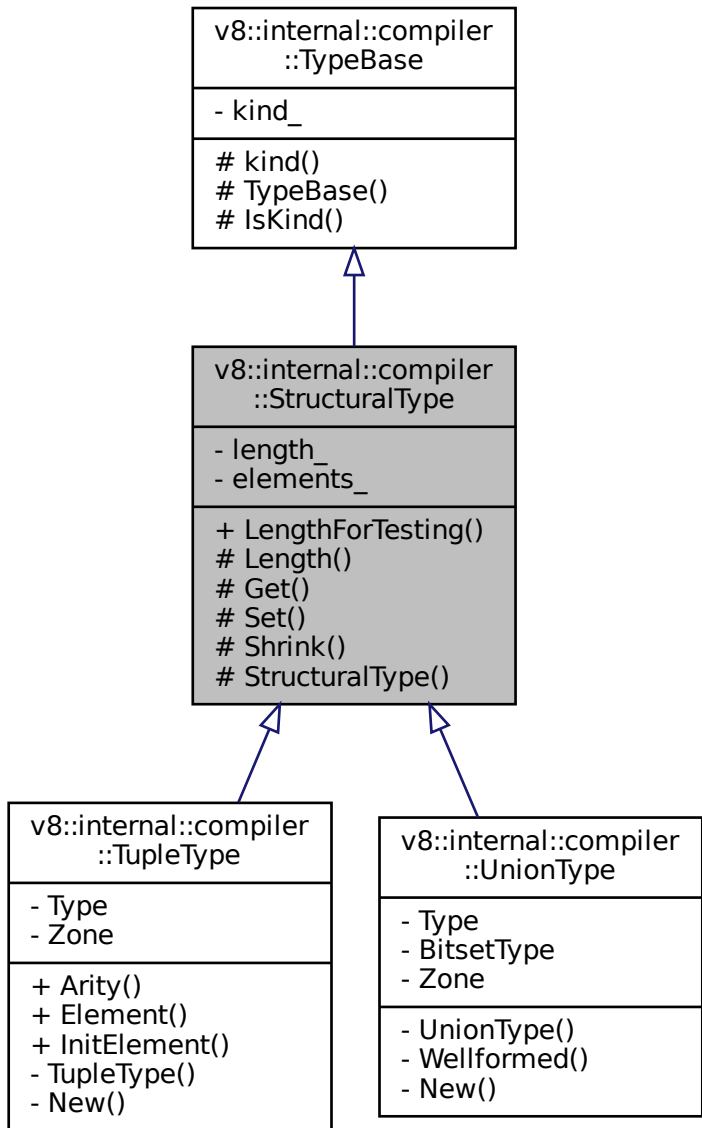 v8::internal::compiler
::TypeBase
- kind_
# kind()
# TypeBase()
# IsKind()
v8::internal::compiler
::StructuralType
- length_
- elements_
+ LengthForTesting()
# Length()
# Get()
# Set()
# Shrink()
# StructuralType()
v8::internal::compiler
::TupleType
- Type
- Zone
+ Arity()
+ Element()
+ InitElement()
- TupleType()
- New()
v8::internal::compiler
::UnionType
- Type
- BitsetType
- Zone
- UnionType()
- Wellformed()
- New()